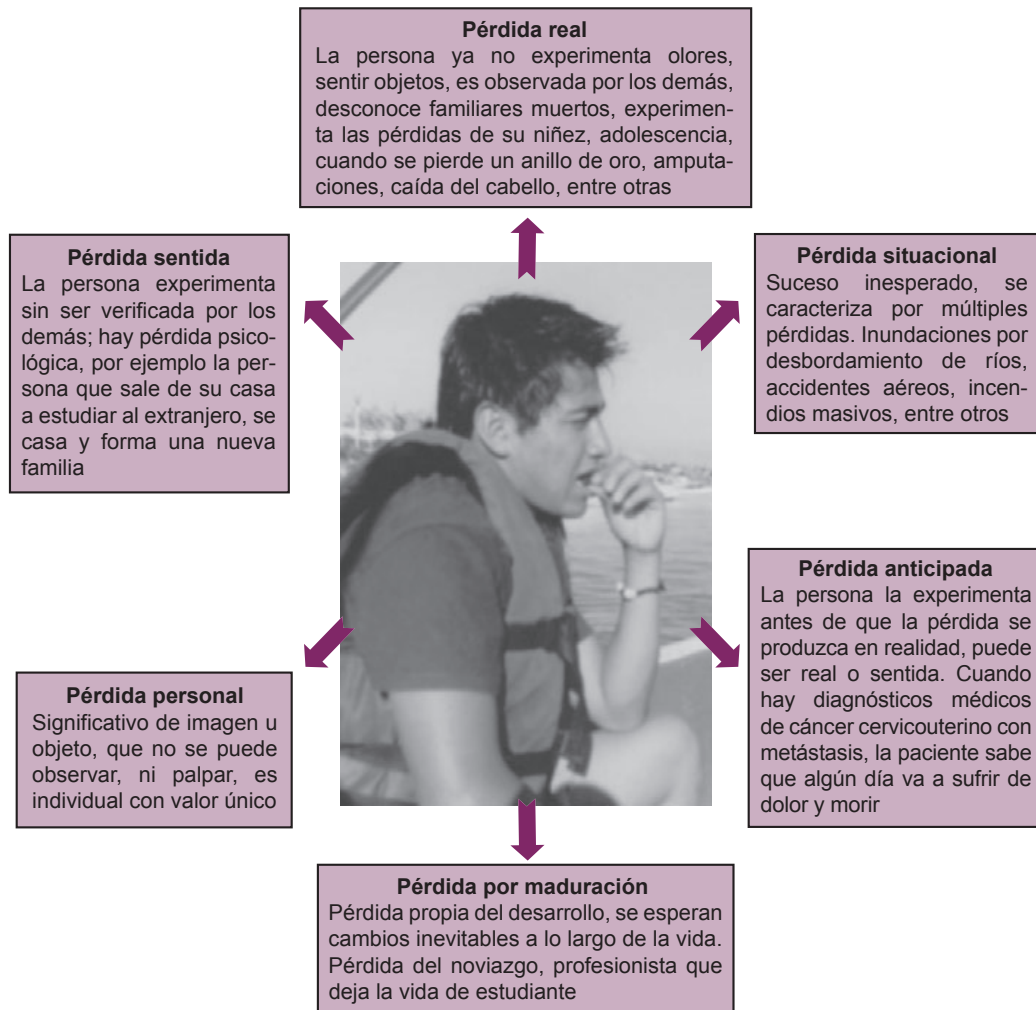 Pérdida real
La persona ya no experimenta olores,
sentir objetos, es observada por los demás,
desconoce familiares muertos, experimen-
ta las pérdidas de su niñez, adolescencia,
cuando se pierde un anillo de oro, amputa-
ciones, caída del cabello, entre otras
Pérdida sentida
La persona experimenta
sin ser verificada por los
demás; hay pérdida psico-
lógica, por ejemplo la per-
sona que sale de su casa
a estudiar al extranjero, se
casa y forma una nueva
familia
Pérdida situacional
Suceso inesperado, se
caracteriza por múltiples
pérdidas. Inundaciones por
desbordamiento de ríos,
accidentes aéreos, incen-
dios masivos, entre otros
Pérdida personal
Significativo de imagen u
objeto, que no se puede
observar, ni palpar, es
individual con valor único
Pérdida anticipada
La persona la experimenta
antes de que la pérdida se
produzca en realidad, puede
ser real o sentida. Cuando
hay diagnósticos médicos
de cáncer cervicouterino con
metástasis, la paciente sabe
que algún día va a sufrir de
dolor y morir
Pérdida por maduración
Pérdida propia del desarrollo, se esperan
cambios inevitables a lo largo de la vida.
Pérdida del noviazgo, profesionista que
deja la vida de estudiante